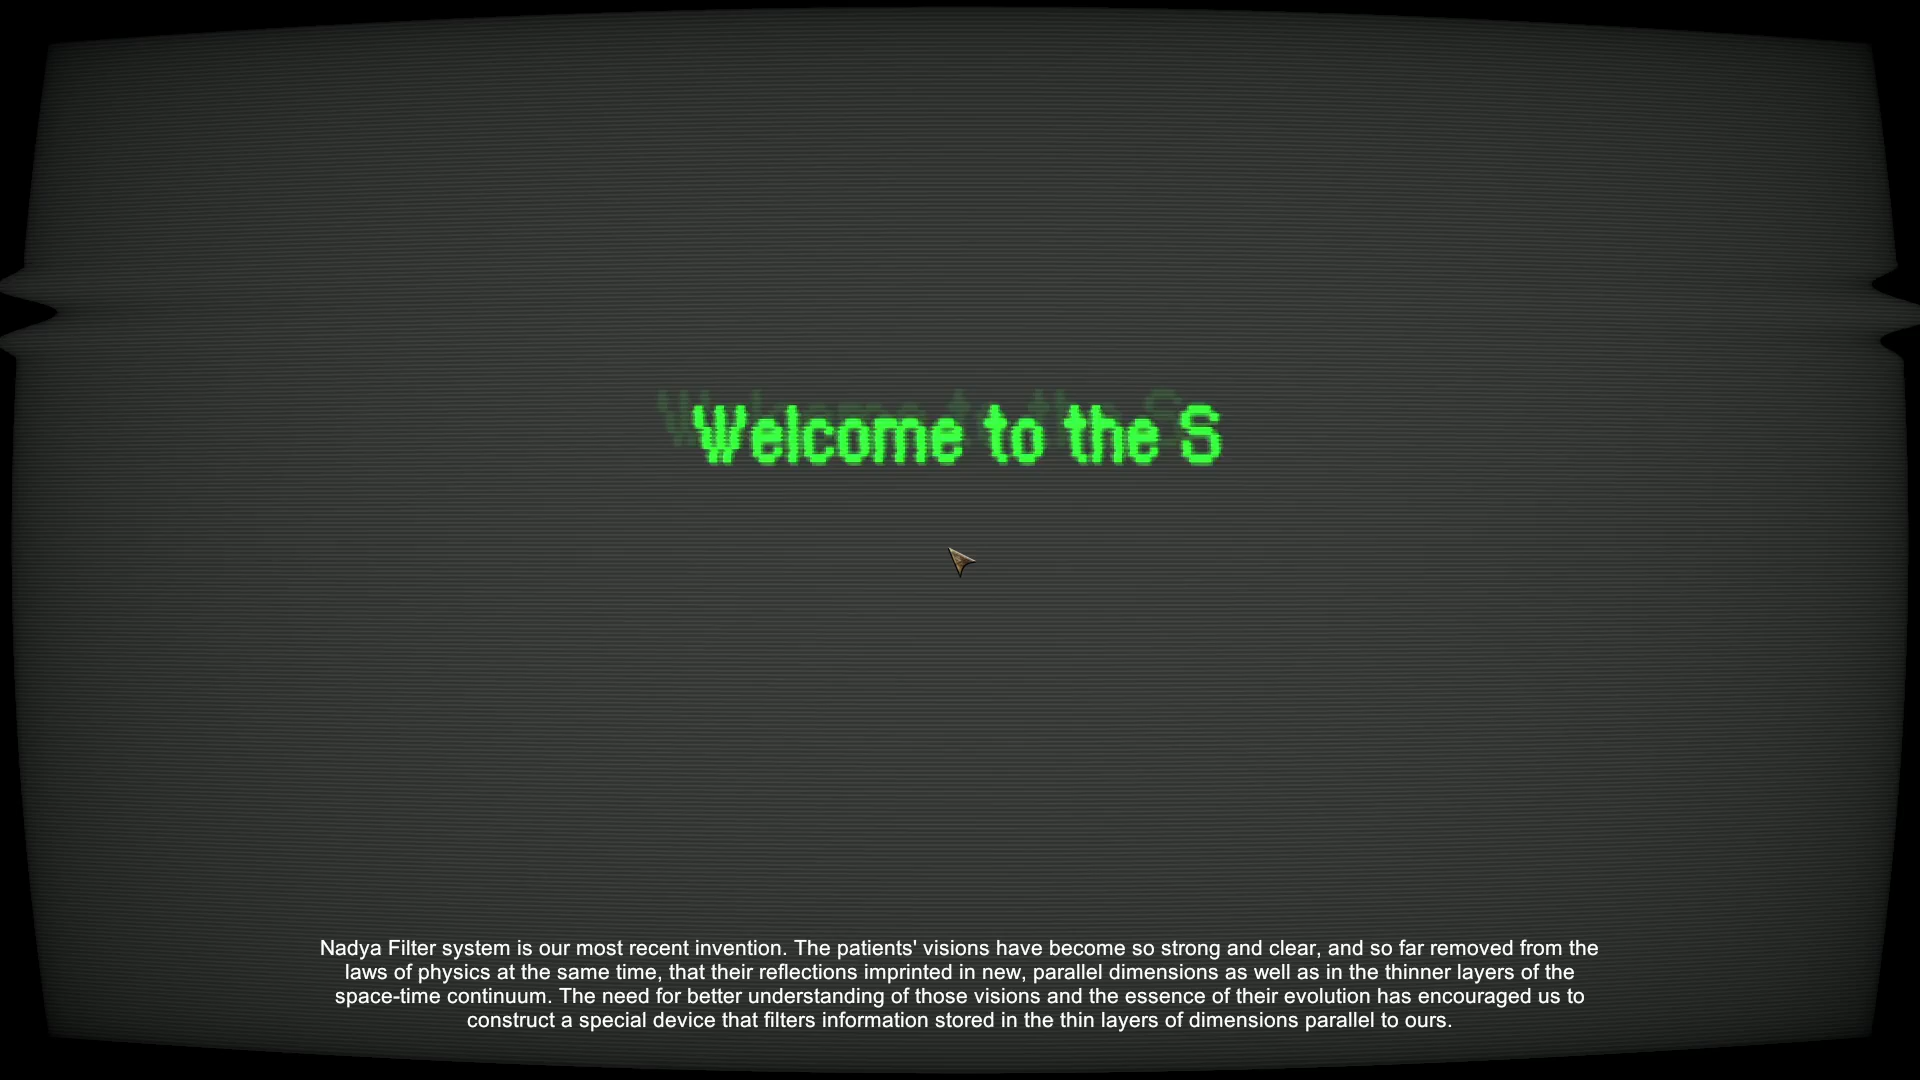 Welcome to the S
Nadya Filter system is our most recent invention. The patients' visions have become so strong and clear, and so far removed from the
laws of physics at the same time, that their reflections imprinted in new, parallel dimensions as well as in the thinner layers of the
space-time continuum. The need for better understanding of those visions and the essence of their evolution has encouraged us to
construct a special device that filters information stored in the thin layers of dimensions parallel to ours.